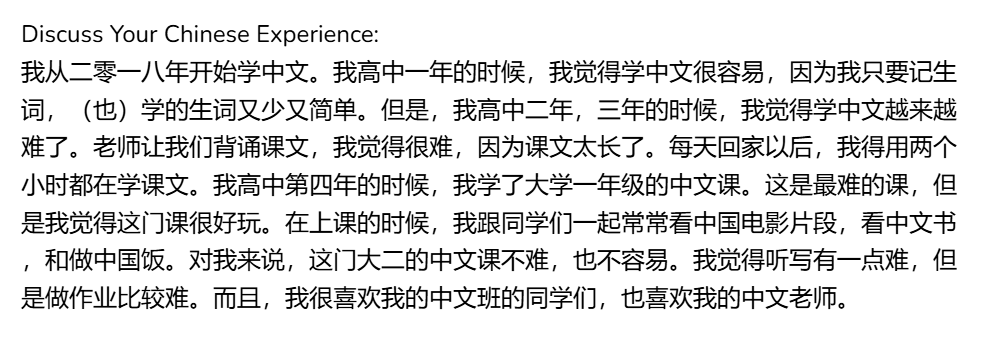 Discuss Your Chinese Experience:
我从二零一八年开始学中文。我高中一年的时候，我觉得学中文很容易，因为我只要记生
词，（也）学的生词又少又简单。但是，我高中二年，三年的时候，我觉得学中文越来越
难了。老师让我们背诵课文，我觉得很难，因为课文太长了。每天回家以后，我得用两个
小时都在学课文。我高中第四年的时候，我学了大学一年级的中文课。这是最难的课，但
是我觉得这门课很好玩。在上课的时候，我跟同学们一起常常看中国电影片段，看中文书
，和做中国饭。对我来说，这门大二的中文课不难，也不容易。我觉得听写有一点难，但
是做作业比较难。而且，我很喜欢我的中文班的同学们，也喜欢我的中文老师。